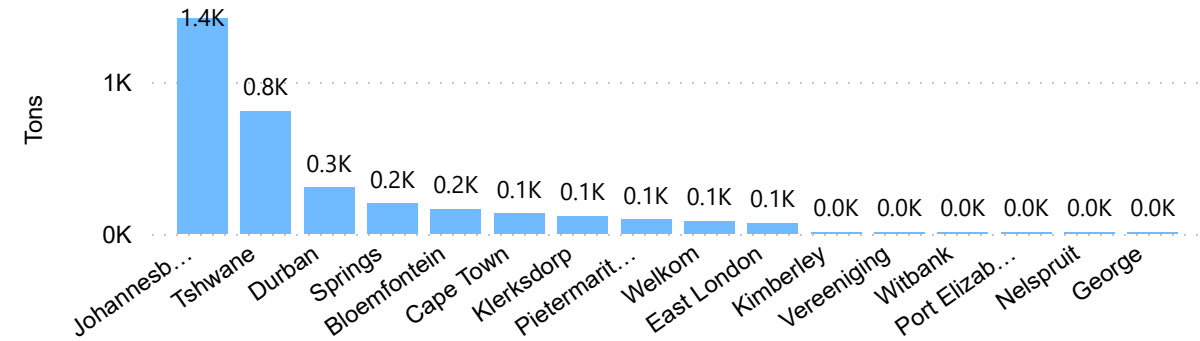 Tons
1K
0K
1.4K
0.8K
0.3K
0.2K
0.2K
0.1K
0.1K
0.1K
0.1K
0.1K
0.0K
0.0K
0.0K
0.0K
0.0K
0.0K
Johannesb...
Tshwane
Durban
Springs
Bloemfontein
Cape Town
Klerksdorp
Pietermarit...
Welkom
East London
Kimberley
Vereeniging
Witbank
Port Elizab...
Nelspruit
George